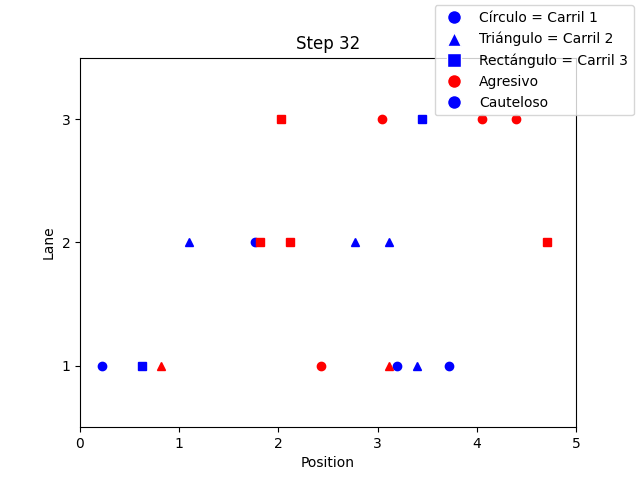 Step 32
Círculo = Carril 1
Triángulo = Carril 2
Rectángulo = Carril 3
Agresivo
Cauteloso
3
2
1
Lane
0 1 2 3 4 5
Position